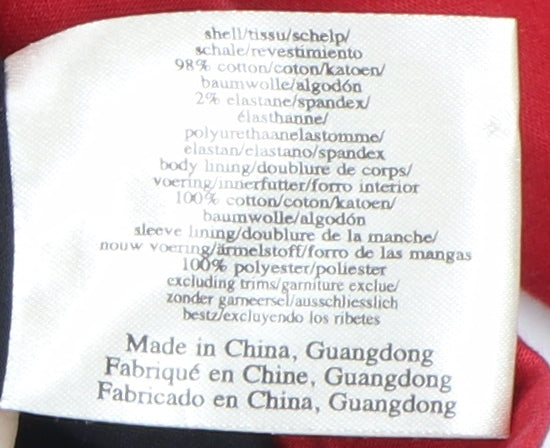 shell/tissu/schelp/
schale/revestimiento
98% cotton/coton/katoen/
baumwolle/algodón
2% elastane/spandex/
élasthanne/
polyurethaanelastomme/
elastan/elastano/spandex
body lining/doublure de corps/
voering/innerfutter/forro interior
100% cotton/coton/katoen/
baumwolle/algodón
sleeve lining/doublure de la manche/
mouw voering/ärmelstoff/forro de las mangas
100% polyester/poliester
excluding trims/garniture exclue/
zonder garneersel/ausschliesslich
bestz/excluyendo los ribetes
Made in China, Guangdong
Fabriqué en Chine, Guangdong
Fabricado en China, Guangdong